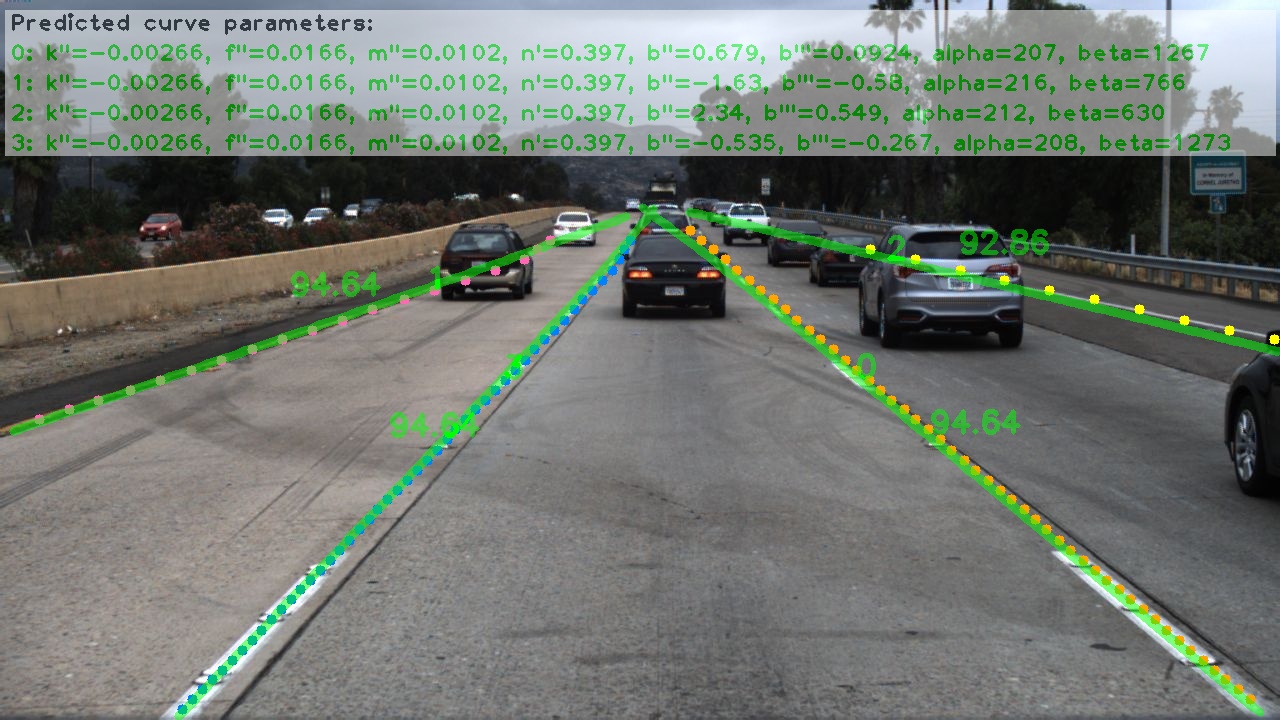 Predicted curve parameters:
0: k''=-0.00266, f''=0.0166, m''=0.0102, n'=0.397, b''=0.679, b'''=0.0924, alpha=207, beta=1267
1: k''=-0.00266, f''=0.0166, m''=0.0102, n'=0.397, b''=-1.63, b'''=-0.58, alpha=216, beta=766
2: k''=-0.00266, f''=0.0166, m''=0.0102, n'=0.397, b''=2.34, b'''=0.549, alpha=212, beta=630
3: k''=-0.00266, f''=0.0166, m''=0.0102, n'=0.397, b''=-0.535, b'''=-0.267, alpha=208, beta=1273
In Memory of
2 92.86
94.64 1
0
94.64
94.64